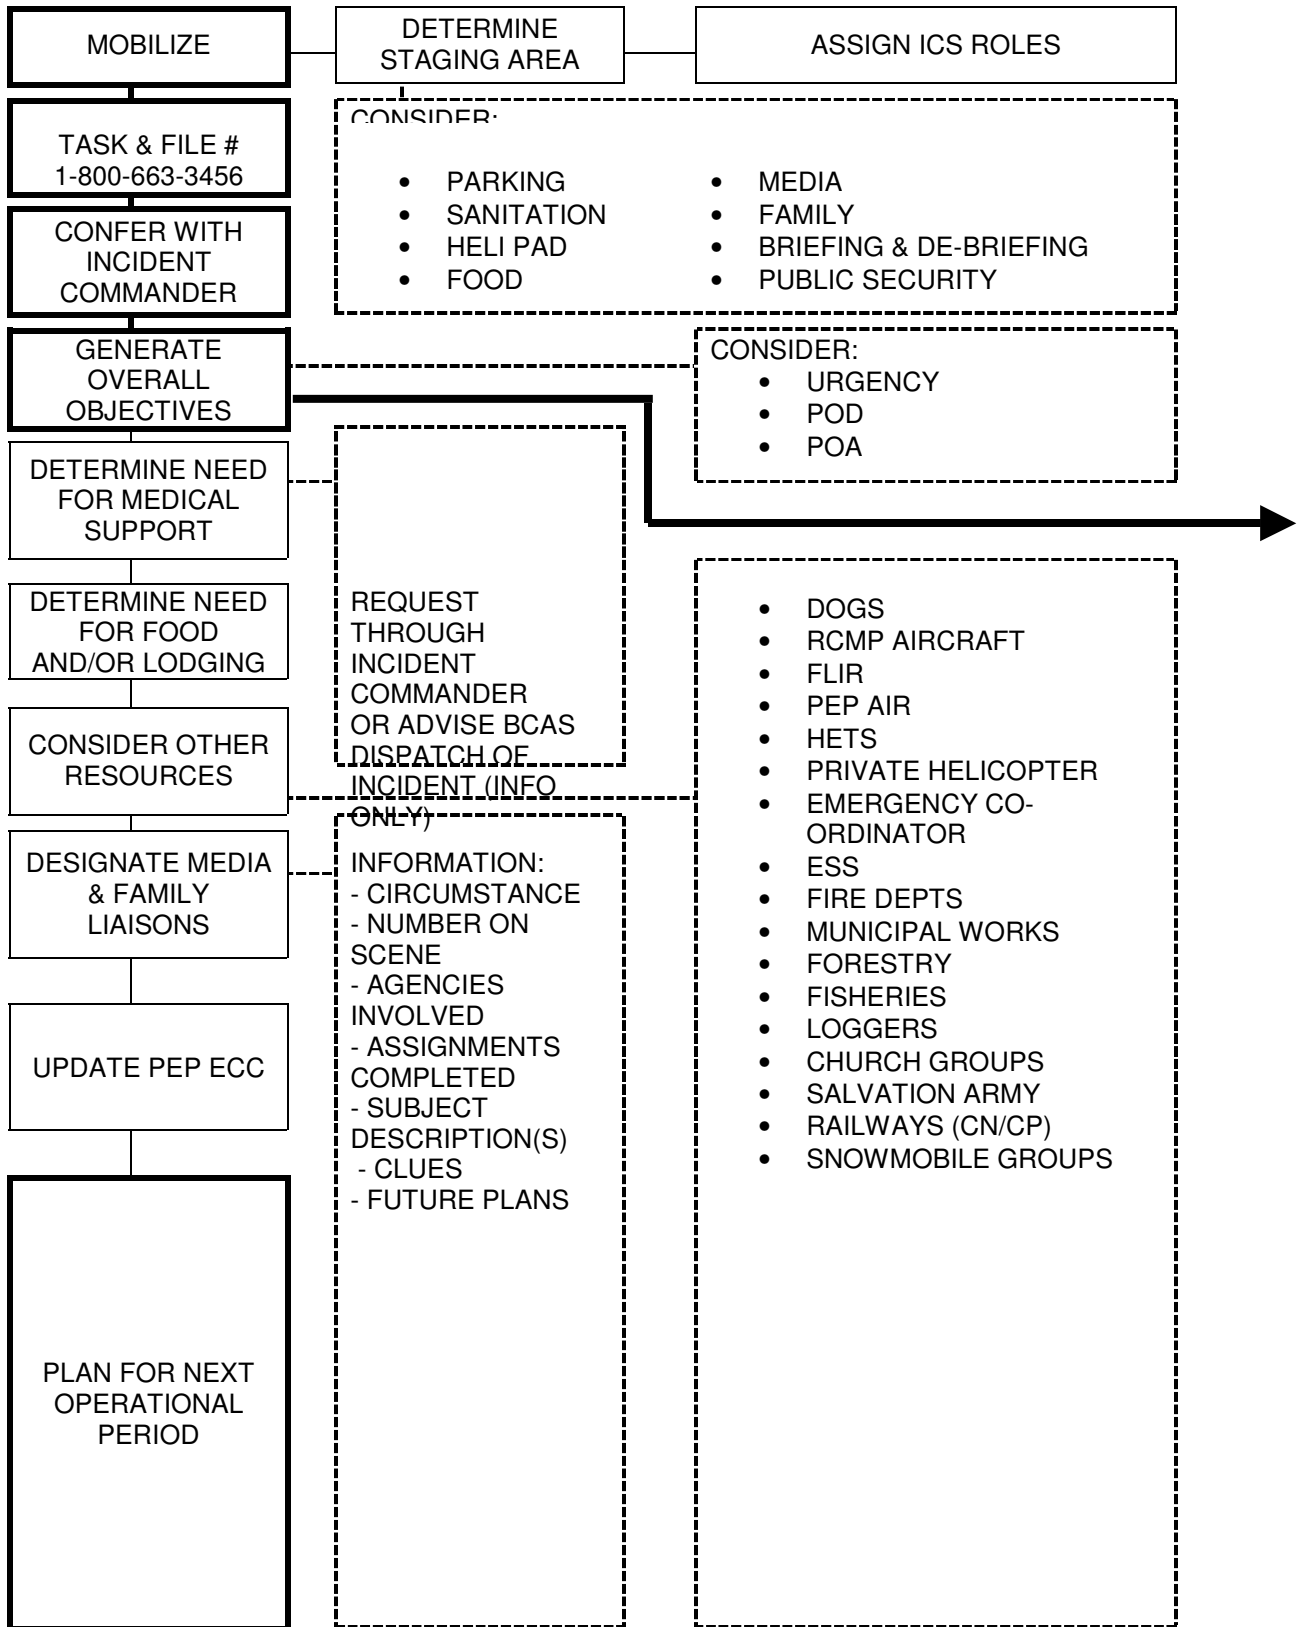 MOBILIZE
DETERMINE
STAGING AREA
ASSIGN ICS ROLES
TASK & FILE #
1-800-663-3456
CONSIDER:
• PARKING
• SANITATION
• HELI PAD
• FOOD
• MEDIA
• FAMILY
• BRIEFING & DE-BRIEFING
• PUBLIC SECURITY
CONFER WITH
INCIDENT
COMMANDER
GENERATE
OVERALL
OBJECTIVES
CONSIDER:
• URGENCY
• POD
• POA
DETERMINE NEED
FOR MEDICAL
SUPPORT
REQUEST
THROUGH
INCIDENT
COMMANDER
OR ADVISE BCAS
DISPATCH OF
INCIDENT (INFO
ONLY)
DETERMINE NEED
FOR FOOD
AND/OR LODGING
CONSIDER OTHER
RESOURCES
• DOGS
• RCMP AIRCRAFT
• FLIR
• PEP AIR
• HETS
• PRIVATE HELICOPTER
• EMERGENCY CO-
ORDINATOR
• ESS
• FIRE DEPTS
• MUNICIPAL WORKS
• FORESTRY
• FISHERIES
• LOGGERS
• CHURCH GROUPS
• SALVATION ARMY
• RAILWAYS (CN/CP)
• SNOWMOBILE GROUPS
DESIGNATE MEDIA
& FAMILY
LIAISONS
INFORMATION:
- CIRCUMSTANCE
- NUMBER ON
SCENE
- AGENCIES
INVOLVED
- ASSIGNMENTS
COMPLETED
- SUBJECT
DESCRIPTION(S)
- CLUES
- FUTURE PLANS
UPDATE PEP ECC
PLAN FOR NEXT
OPERATIONAL
PERIOD